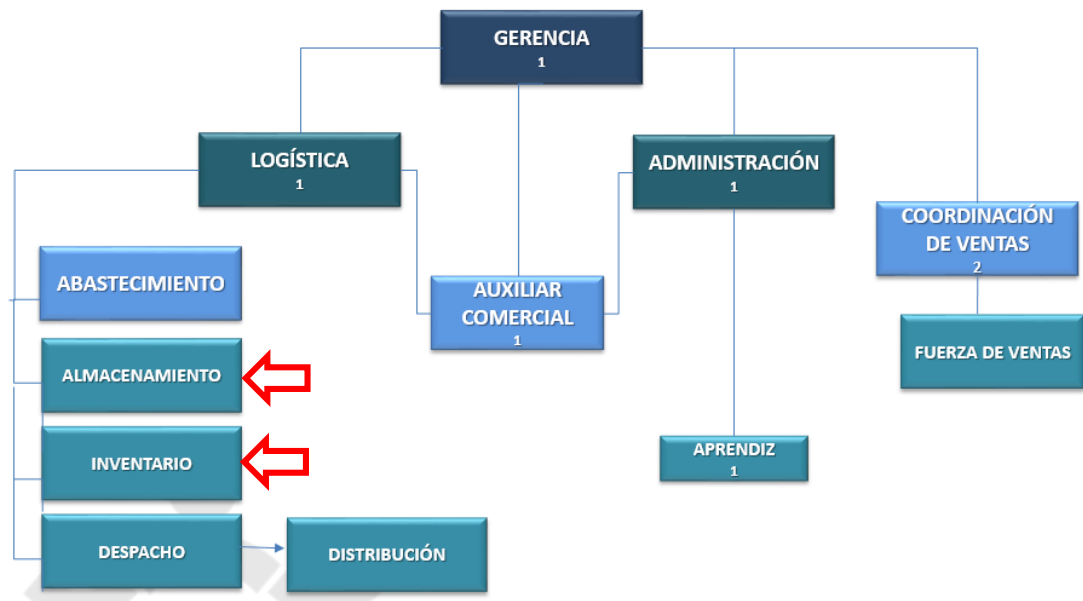 GERENCIA
1
LOGÍSTICA
1
ADMINISTRACIÓN
1
COORDINACIÓN
DE VENTAS
2
ABASTECIMIENTO
AUXILIAR
COMERCIAL
1
FUERZA DE VENTAS
ALMACENAMIENTO
INVENTARIO
APRENDIZ
1
DESPACHO
DISTRIBUCIÓN